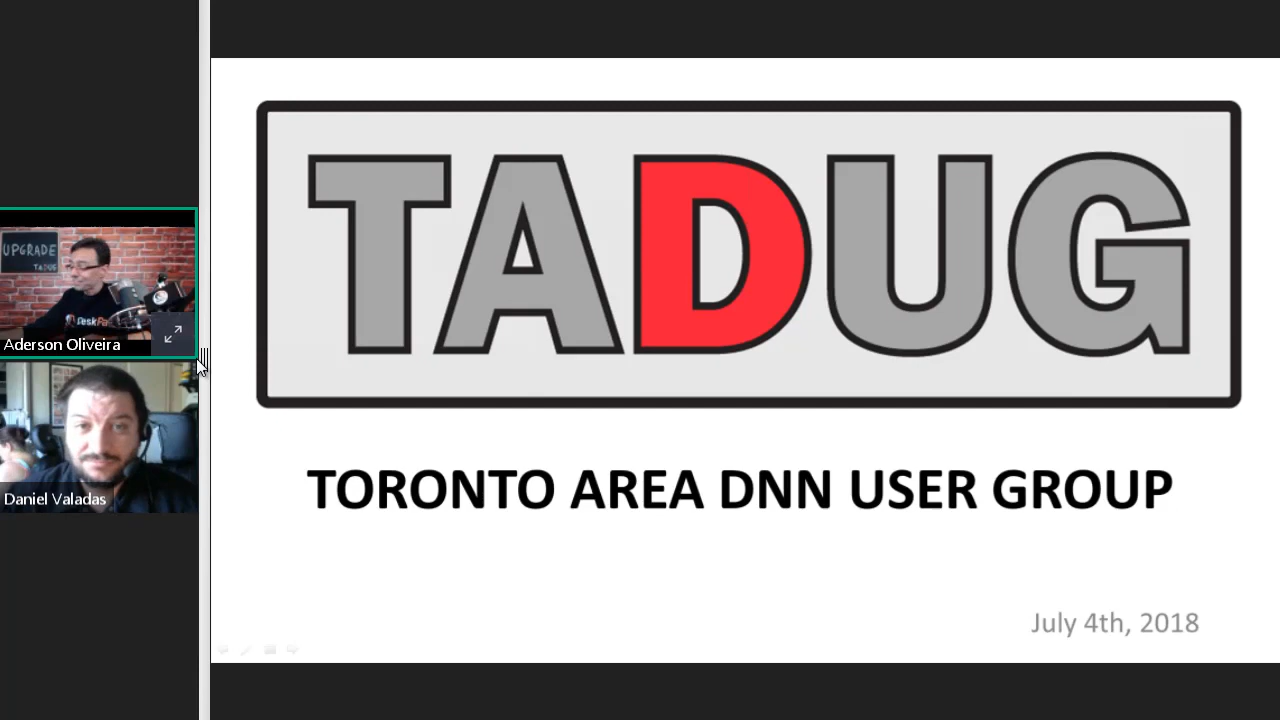 UPGRADE
TADUG
Aderson Oliveira
Daniel Valadas
TADUG
TORONTO AREA DNN USER GROUP
July 4th, 2018